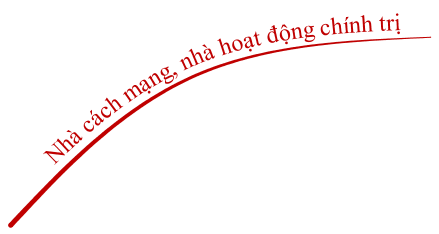 Nhà cách mạng, nhà hoạt động chính trị